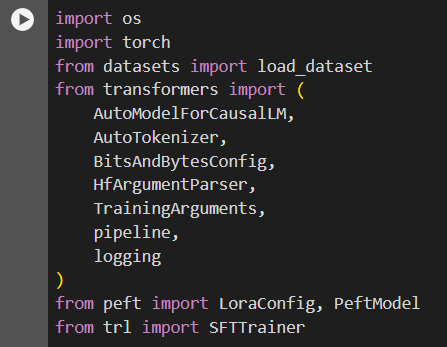 import os
import torch
from datasets import load_dataset
from transformers import (
    AutoModelForCausalLM,
    AutoTokenizer,
    BitsAndBytesConfig,
    HfArgumentParser,
    TrainingArguments,
    pipeline,
    logging
)
from peft import LoraConfig, PeftModel
from trl import SFTTrainer